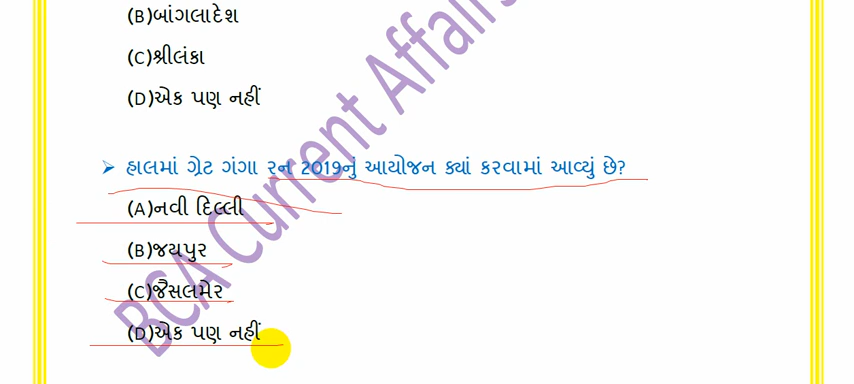 (B)બાંગલાદેશ
(C)શ્રીલંકા
(D)એક પણ નહીં
➢ હાલમાં ગ્રેટ ગંગા રન 2019નું આયોજન ક્યાં કરવામાં આવ્યું છે?
(A)નવી દિલ્લી
(B)જયપુર
(C)જૈસલમેર
(D)એક પણ નહીં
BCA Current Affairs